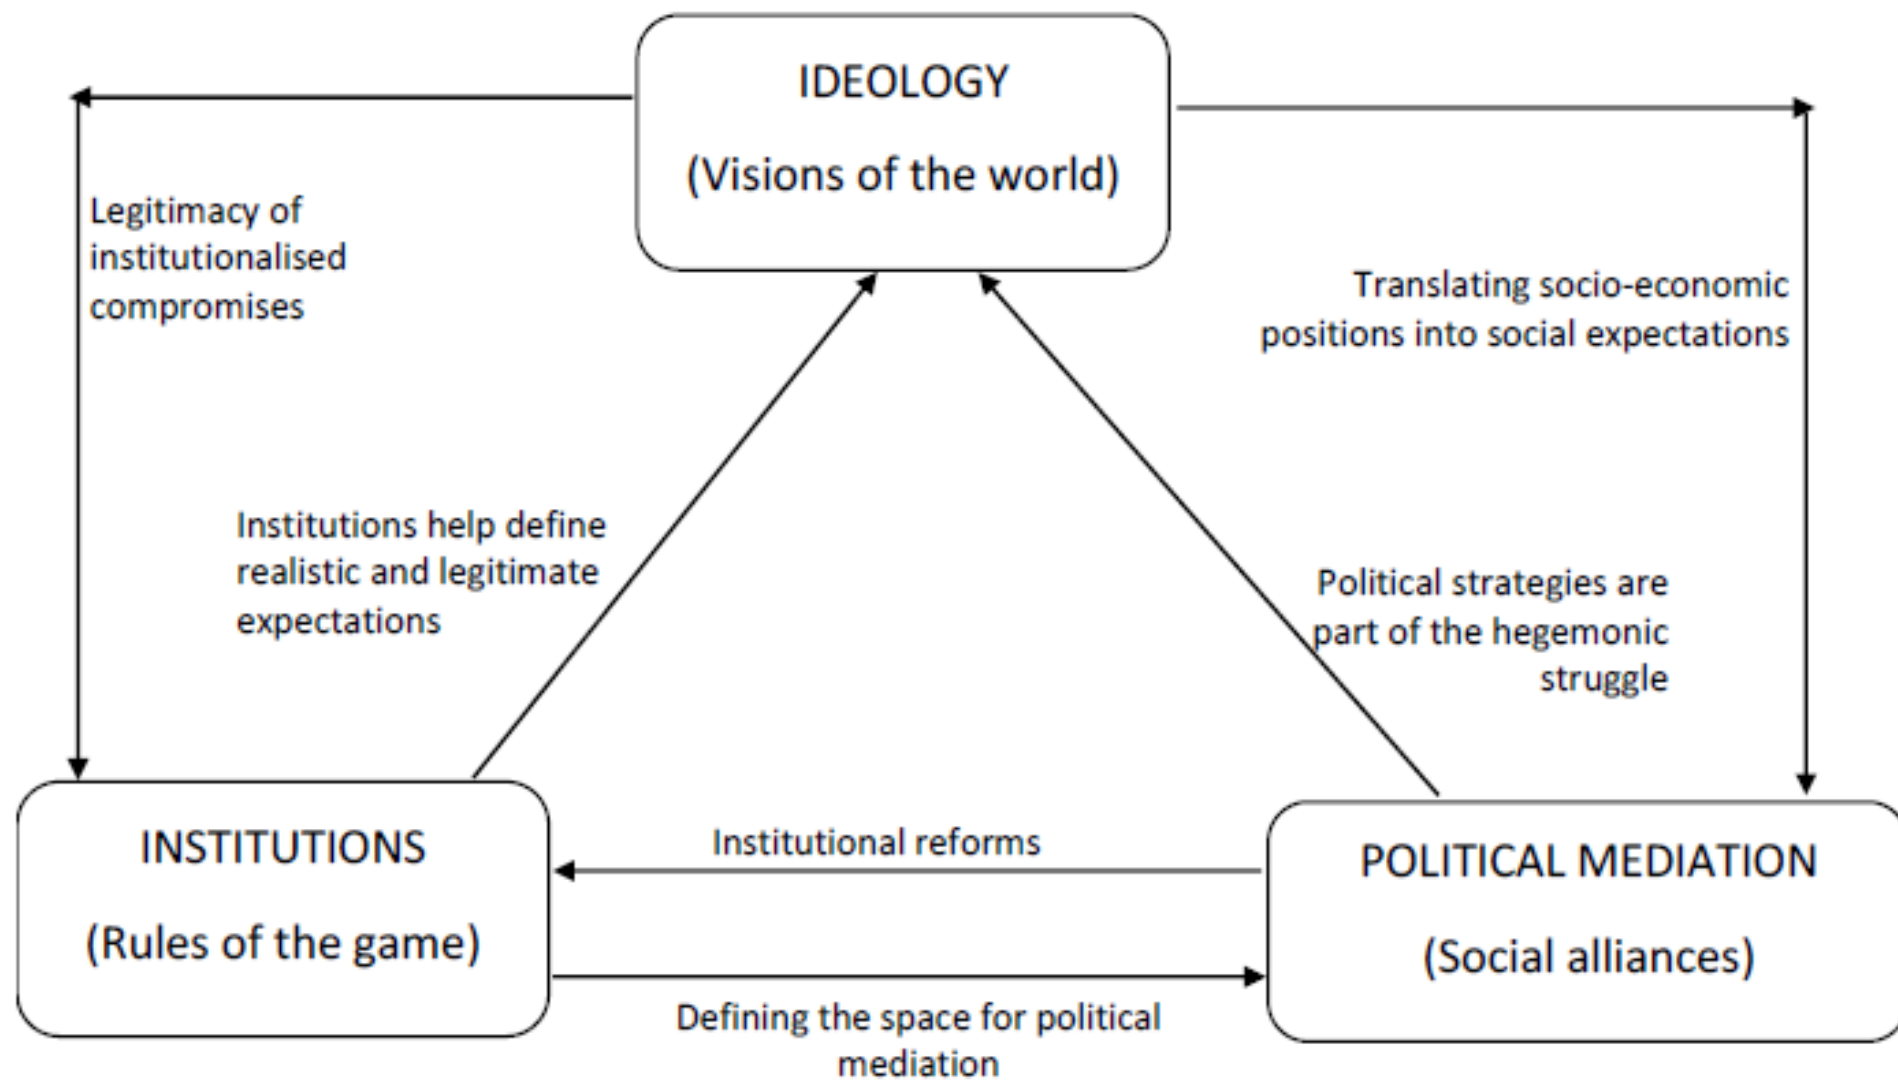 IDEOLOGY
(Visions of the world)
Legitimacy of
institutionalised
compromises
Translating socio-economic
positions into social expectations
Institutions help define
realistic and legitimate
expectations
Political strategies are
part of the hegemonic
struggle
INSTITUTIONS
(Rules of the game)
Institutional reforms
POLITICAL MEDIATION
(Social alliances)
Defining the space for political
mediation